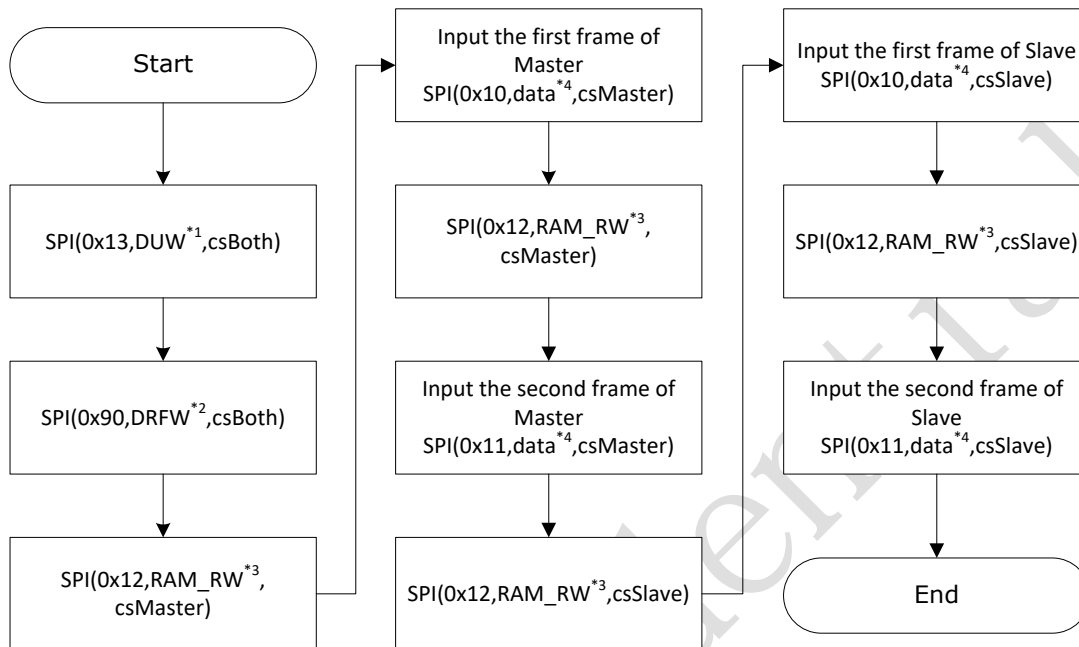 Start
SPI(0x13,DUW*1,csBoth)
SPI(0x90,DRFW*2,csBoth)
SPI(0x12,RAM_RW*3,
csMaster)
Input the first frame of
Master
SPI(0x10,data*4,csMaster)
SPI(0x12,RAM_RW*3,
csMaster)
Input the second frame of
Master
SPI(0x11,data*4,csMaster)
SPI(0x12,RAM_RW*3,csSlave)
Input the first frame of Slave
SPI(0x10,data*4,csSlave)
SPI(0x12,RAM_RW*3,csSlave)
Input the second frame of
Slave
SPI(0x11,data*4,csSlave)
End